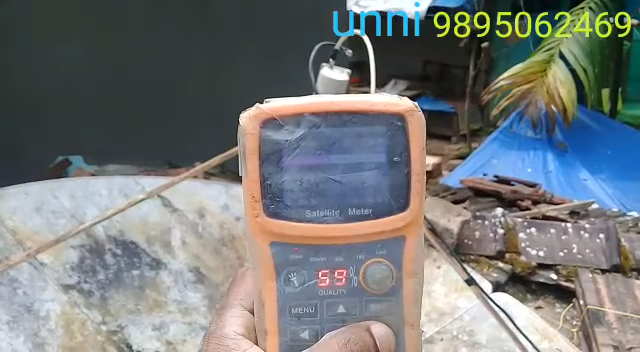 unni 9895062469
Satellite Meter
59 %
QUALITY
MENU